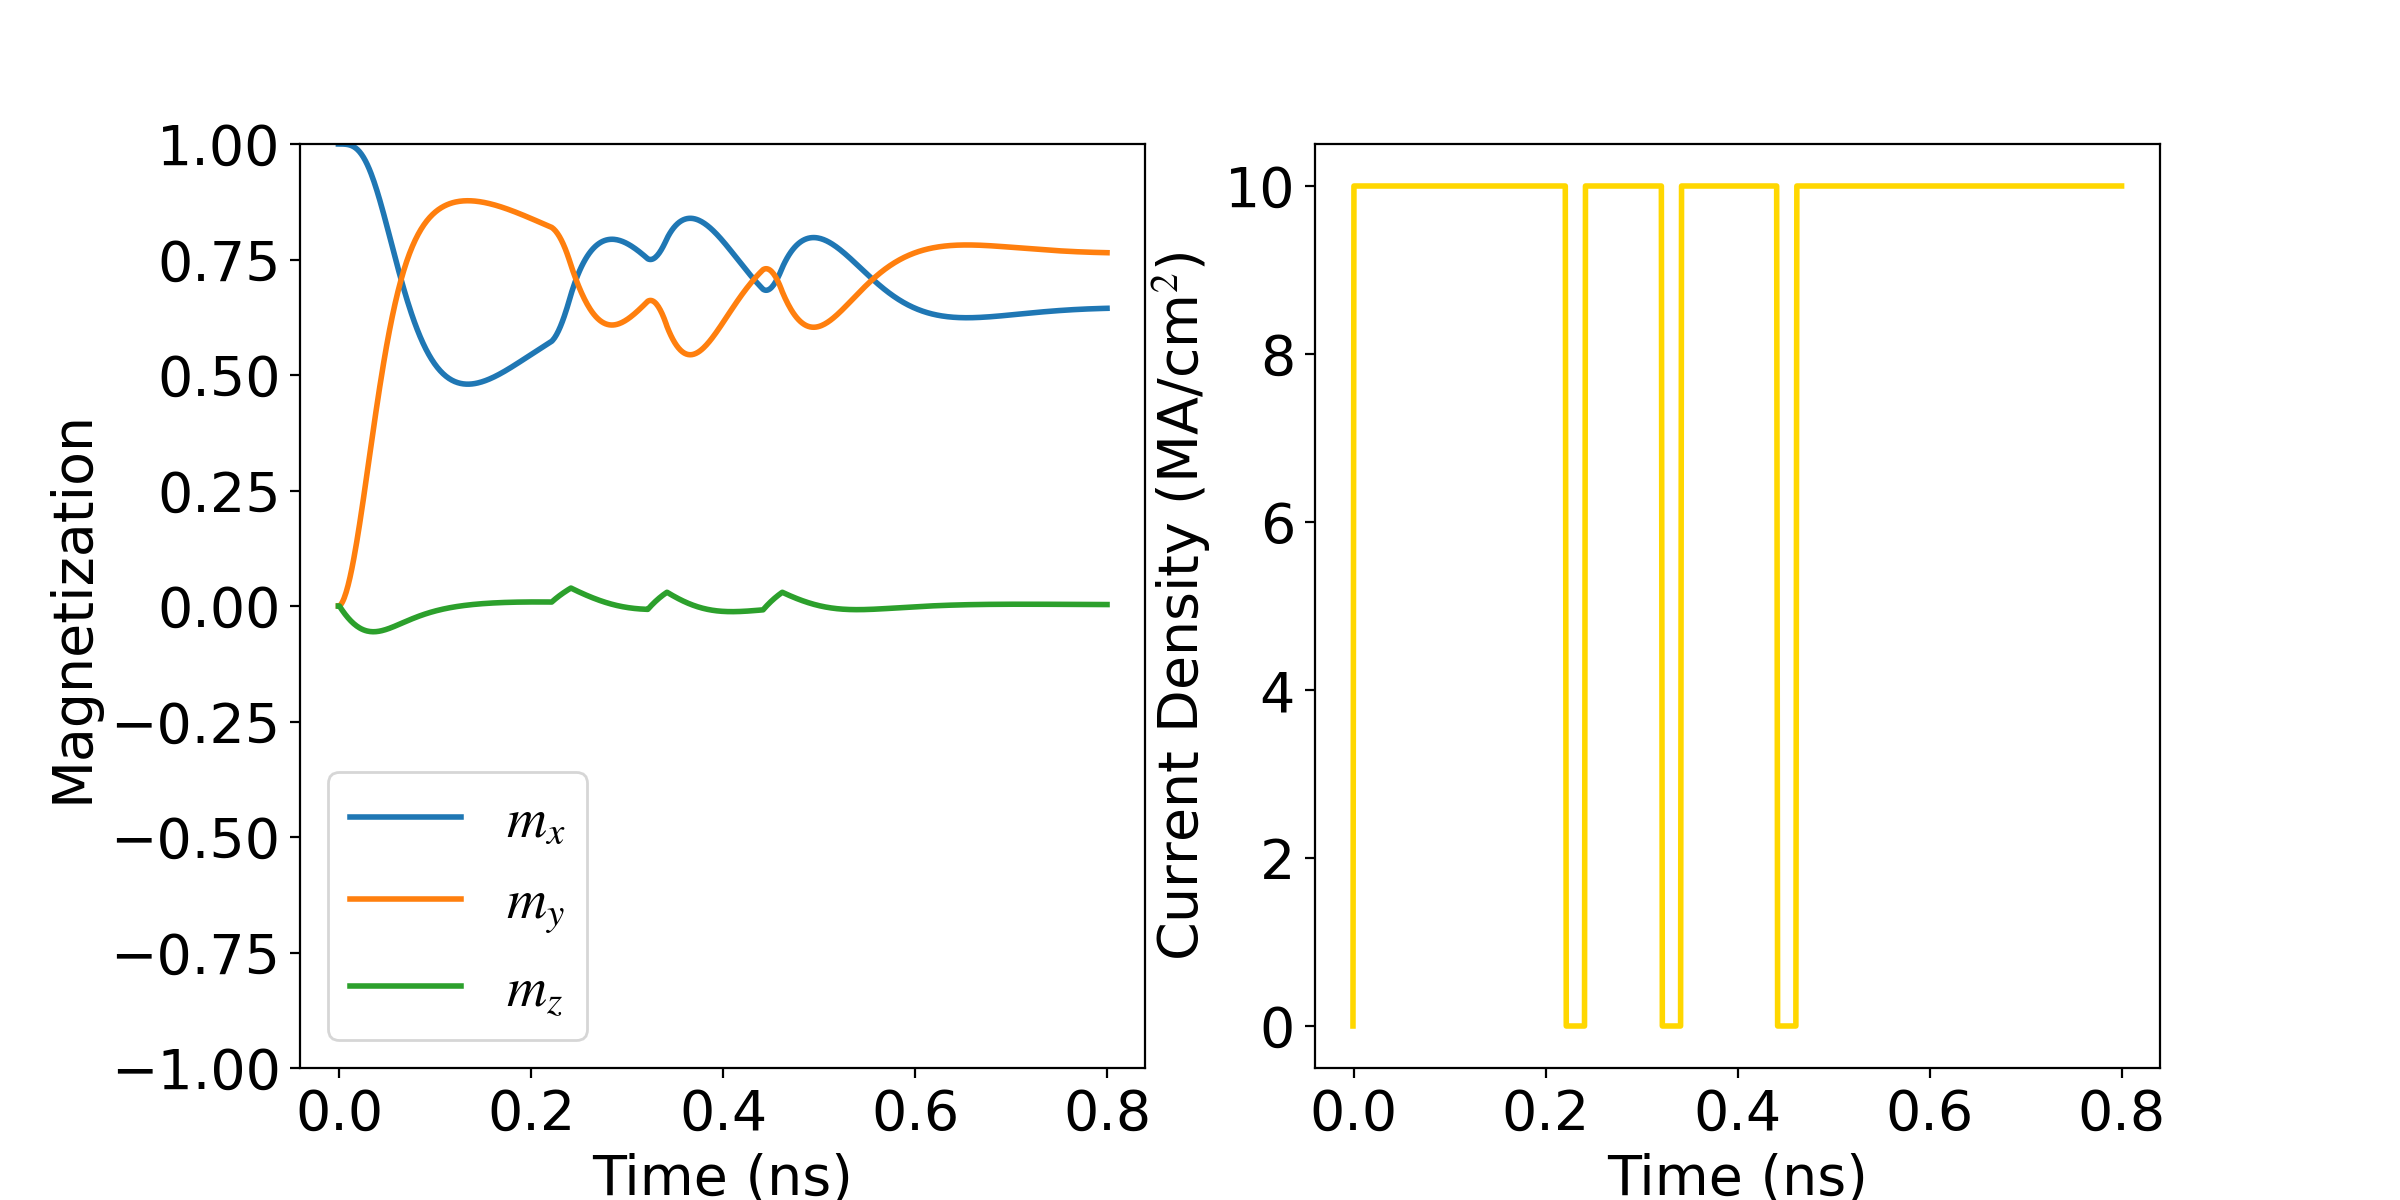 1.00
0.75
0.50
0.25
0.00
−0.25
−0.50
−0.75
−1.00
Magnetization
m_x
m_y
m_z
0.0 0.2 0.4 0.6 0.8
Time (ns)
10
8
6
4
2
0
Current Density (MA/cm²)
0.0 0.2 0.4 0.6 0.8
Time (ns)